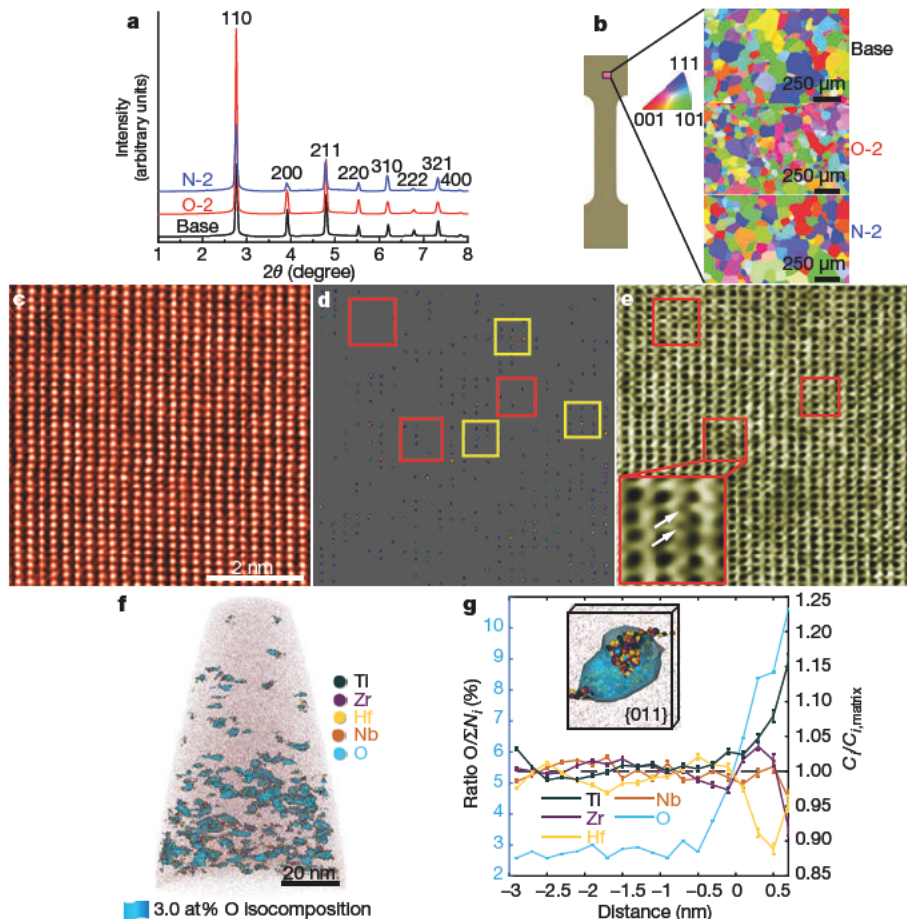 a
110
Intensity
(arbitrary units)
200
211
220
310
222
321
400
N-2
O-2
Base
1 2 3 4 5 6 7 8
2θ (degree)
b
111
001 101
Base
250 µm
O-2
250 µm
N-2
250 µm
c
2 nm
d
e
f
Tl
Zr
Hf
Nb
O
20 nm
3.0 at% O isocomposition
g
Ratio O/ΣNi (%)
10
9
8
7
6
5
4
3
2
{011}
Tl Nb
Zr O
Hf
−3 −2.5 −2 −1.5 −1 −0.5 0 0.5
Distance (nm)
1.25
1.20
1.15
1.10
1.05
1.00
0.95
0.90
0.85
Ci/Ci,matrix